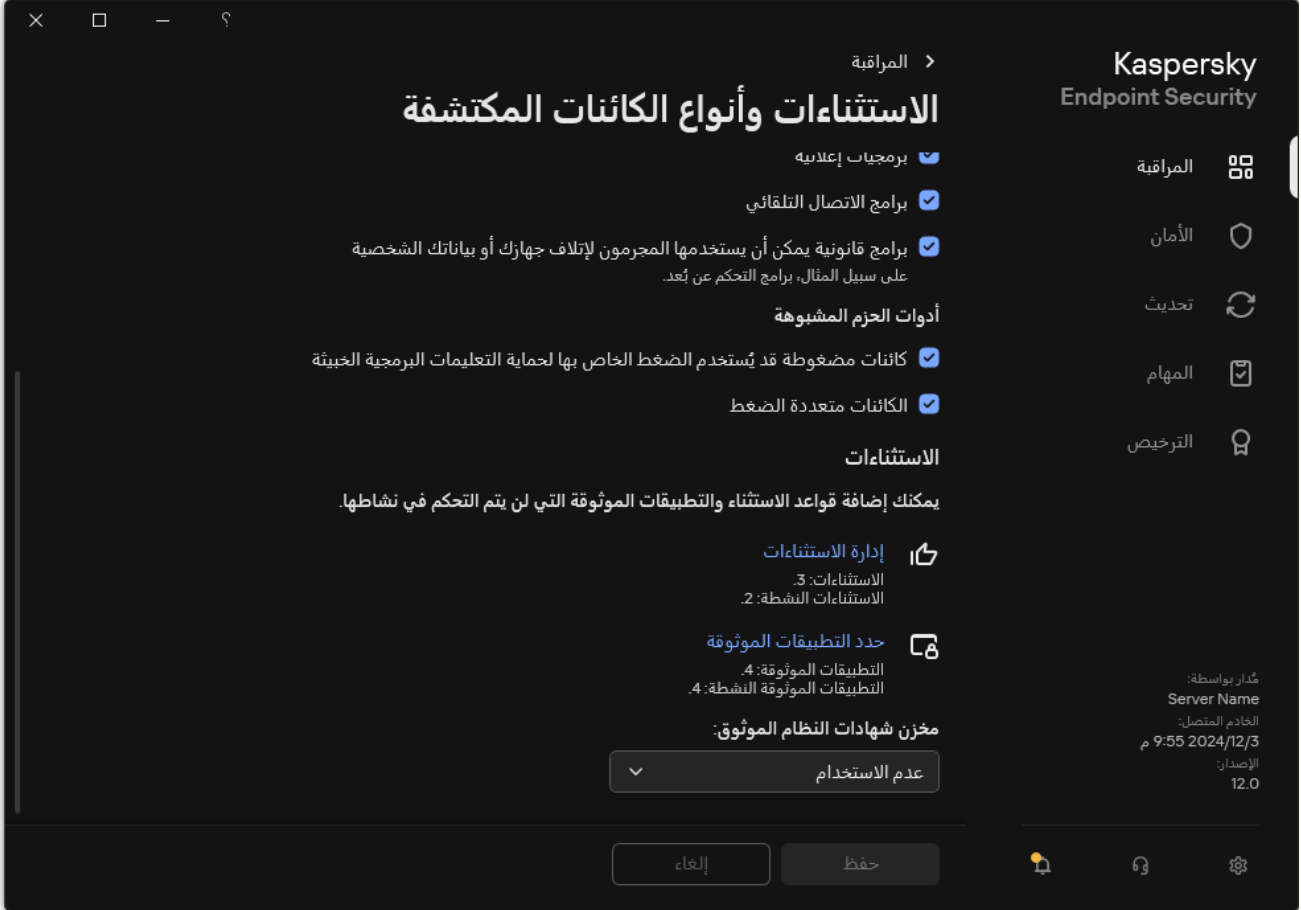 ؟
Kaspersky
Endpoint Security
المراقبة
الأمان
تحديث
المهام
الترخيص
مُدار بواسطة:
Server Name
الخادم المتصل:
2024/12/3 9:55 م
الإصدار:
12.0
المراقبة
الاستثناءات وأنواع الكائنات المكتشفة
برمجيات إعلانية
برامج الاتصال التلقائي
برامج قانونية يمكن أن يستخدمها المجرمون لإتلاف جهازك أو بياناتك الشخصية
على سبيل المثال، برامج التحكم عن بُعد.
أدوات الحزم المشبوهة
كائنات مضغوطة قد يُستخدم الضغط الخاص بها لحماية التعليمات البرمجية الخبيثة
الكائنات متعددة الضغط
الاستثناءات
يمكنك إضافة قواعد الاستثناء والتطبيقات الموثوقة التي لن يتم التحكم في نشاطها.
إدارة الاستثناءات
الاستثناءات: 3.
الاستثناءات النشطة: 2.
حدد التطبيقات الموثوقة
التطبيقات الموثوقة: 4.
التطبيقات الموثوقة النشطة: 4.
مخزن شهادات النظام الموثوق:
عدم الاستخدام
حفظ
إلغاء